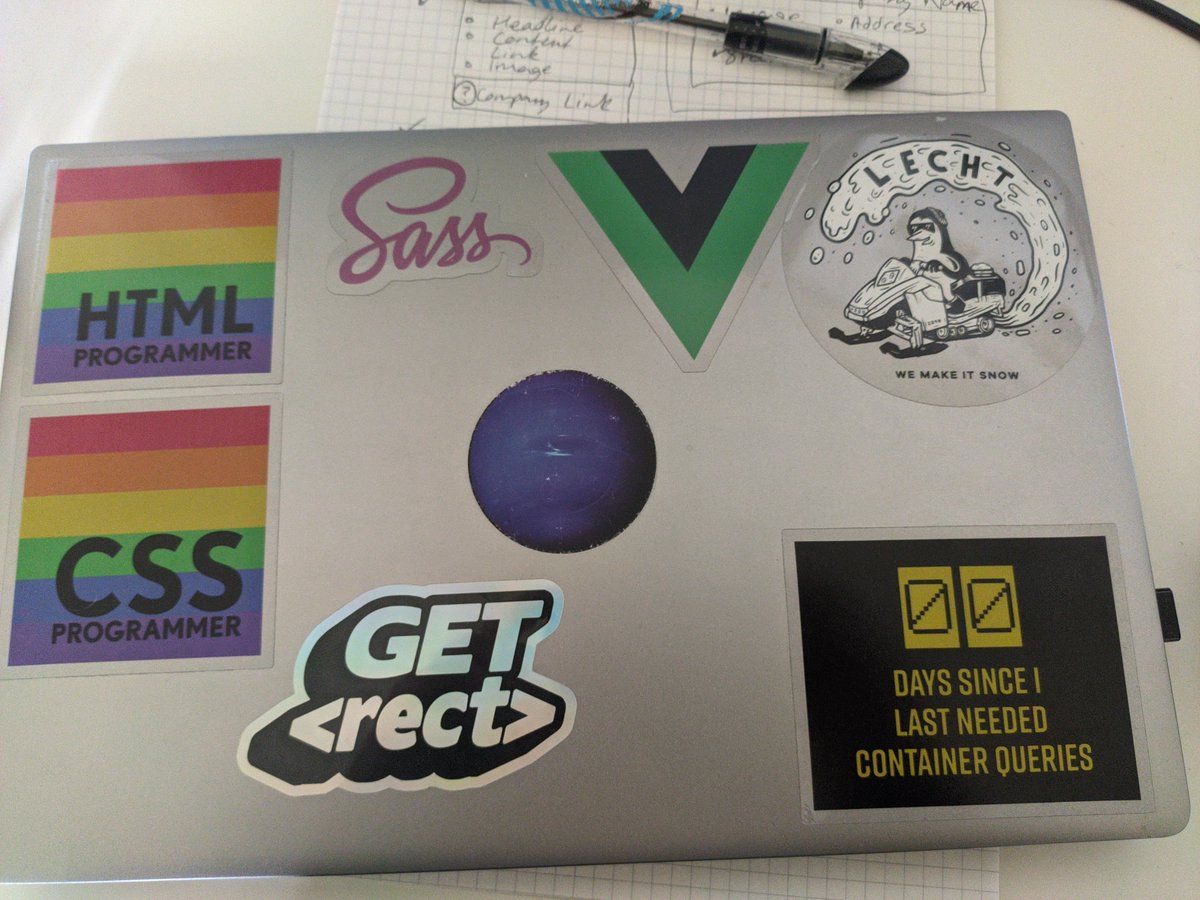 Headline
Content
Link
Image
Company Link
Name
Address
HTML
PROGRAMMER
Sass
LECHT
WE MAKE IT SNOW
CSS
PROGRAMMER
GET
<rect>
00
DAYS SINCE I
LAST NEEDED
CONTAINER QUERIES